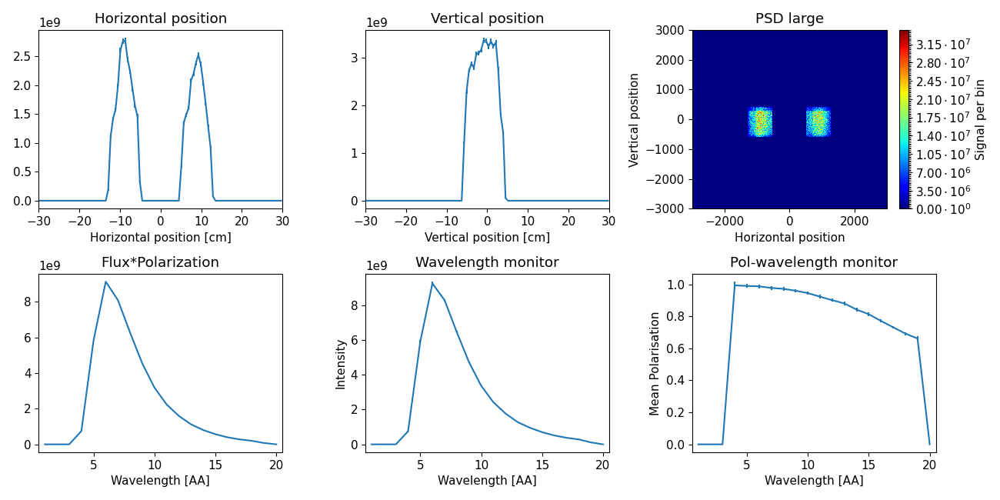 Horizontal position
1e9
2.5
2.0
1.5
1.0
0.5
0.0
−30 −20 −10 0 10 20 30
Horizontal position [cm]
Vertical position
1e9
3
2
1
0
−30 −20 −10 0 10 20 30
Vertical position [cm]
PSD large
Vertical position
3000
2000
1000
0
−1000
−2000
−3000
−2000 0 2000
Horizontal position
3.15 · 10^7
2.80 · 10^7
2.45 · 10^7
2.10 · 10^7
1.75 · 10^7
1.40 · 10^7
1.05 · 10^7
7.00 · 10^6
3.50 · 10^6
0.00 · 10^0
Signal per bin
Flux*Polarization
1e9
8
6
4
2
0
5 10 15 20
Wavelength [AA]
Wavelength monitor
1e9
Intensity
8
6
4
2
0
5 10 15 20
Wavelength [AA]
Pol-wavelength monitor
Mean Polarisation
1.0
0.8
0.6
0.4
0.2
0.0
5 10 15 20
Wavelength [AA]